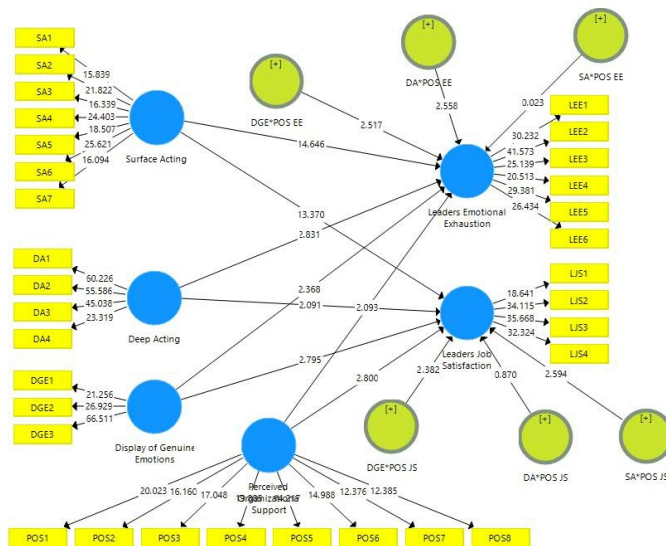 [+]
[+]
[+]
SA1
SA2
SA3
SA4
SA5
SA6
SA7
15.839
21.822
16.339
24.403
18.507
25.621
16.094
Surface Acting
DGE*POS EE
DA*POS EE
SA*POS EE
2.517
2.558
0.023
14.646
13.370
LEE1
LEE2
LEE3
LEE4
LEE5
LEE6
30.232
41.573
25.139
20.513
29.381
26.434
Leaders Emotional
Exhaustion
DA1
DA2
DA3
DA4
60.226
55.586
45.038
23.319
Deep Acting
2.831
2.368
2.091
2.093
2.795
2.800
LJS1
LJS2
LJS3
LJS4
18.641
34.115
35.668
32.324
Leaders Job
Satisfaction
DGE1
DGE2
DGE3
21.256
26.929
66.511
Display of Genuine
Emotions
2.382
0.870
2.594
[+]
[+]
[+]
DGE*POS JS
DA*POS JS
SA*POS JS
Perceived
Support
20.023
16.160
17.048
14.988
12.376
12.385
POS1
POS2
POS3
POS4
POS5
POS6
POS7
POS8